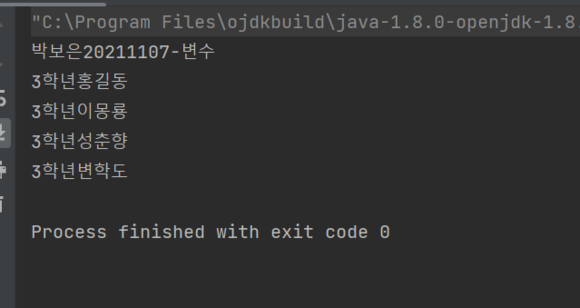 "C:\Program Files\ojdkbuild\java-1.8.0-openjdk-1.8
박보은20211107-변수
3학년홍길동
3학년이몽룡
3학년성춘향
3학년변학도
Process finished with exit code 0